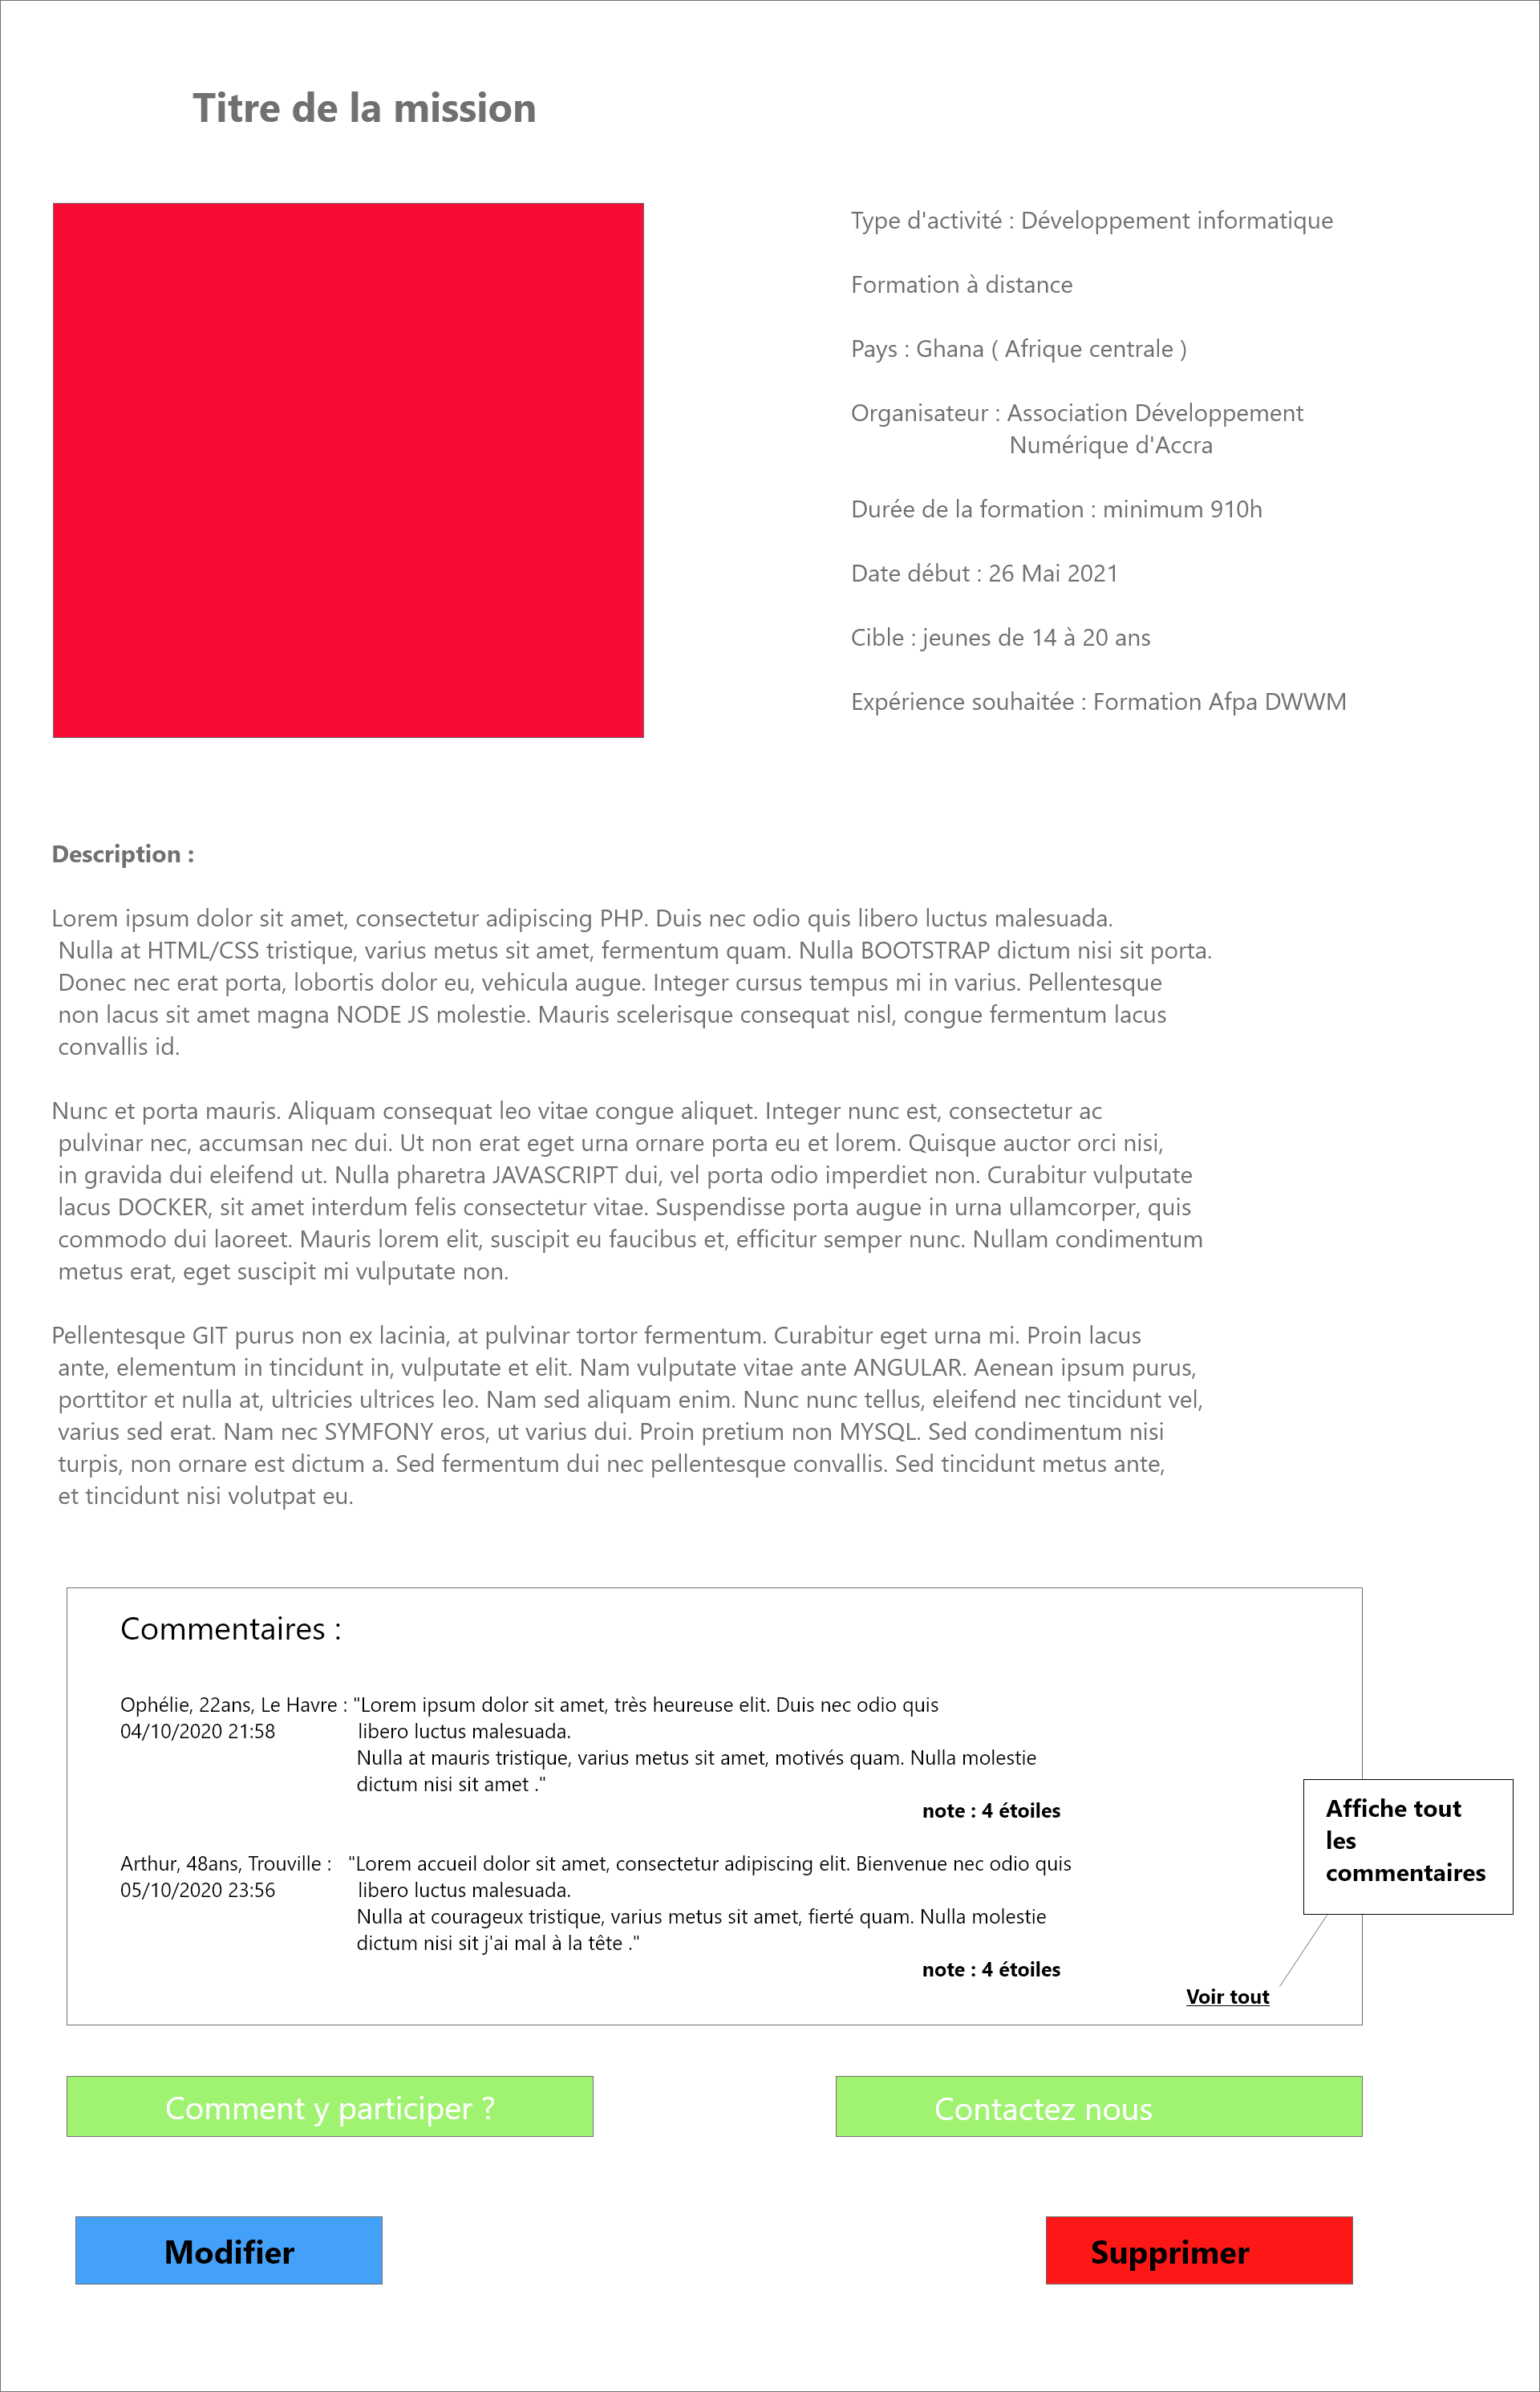 Titre de la mission
Type d'activité : Développement informatique
Formation à distance
Pays : Ghana ( Afrique centrale )
Organisateur : Association Développement
Numérique d'Accra
Durée de la formation : minimum 910h
Date début : 26 Mai 2021
Cible : jeunes de 14 à 20 ans
Expérience souhaitée : Formation Afpa DWWM
Description :
Lorem ipsum dolor sit amet, consectetur adipiscing PHP. Duis nec odio quis libero luctus malesuada.
Nulla at HTML/CSS tristique, varius metus sit amet, fermentum quam. Nulla BOOTSTRAP dictum nisi sit porta.
Donec nec erat porta, lobortis dolor eu, vehicula augue. Integer cursus tempus mi in varius. Pellentesque
non lacus sit amet magna NODE JS molestie. Mauris scelerisque consequat nisl, congue fermentum lacus
convallis id.
Nunc et porta mauris. Aliquam consequat leo vitae congue aliquet. Integer nunc est, consectetur ac
pulvinar nec, accumsan nec dui. Ut non erat eget urna ornare porta eu et lorem. Quisque auctor orci nisi,
in gravida dui eleifend ut. Nulla pharetra JAVASCRIPT dui, vel porta odio imperdiet non. Curabitur vulputate
lacus DOCKER, sit amet interdum felis consectetur vitae. Suspendisse porta augue in urna ullamcorper, quis
commodo dui laoreet. Mauris lorem elit, suscipit eu faucibus et, efficitur semper nunc. Nullam condimentum
metus erat, eget suscipit mi vulputate non.
Pellentesque GIT purus non ex lacinia, at pulvinar tortor fermentum. Curabitur eget urna mi. Proin lacus
ante, elementum in tincidunt in, vulputate et elit. Nam vulputate vitae ante ANGULAR. Aenean ipsum purus,
porttitor et nulla at, ultricies ultrices leo. Nam sed aliquam enim. Nunc nunc tellus, eleifend nec tincidunt vel,
varius sed erat. Nam nec SYMFONY eros, ut varius dui. Proin pretium non MYSQL. Sed condimentum nisi
turpis, non ornare est dictum a. Sed fermentum dui nec pellentesque convallis. Sed tincidunt metus ante,
et tincidunt nisi volutpat eu.
Commentaires :
Ophélie, 22ans, Le Havre : "Lorem ipsum dolor sit amet, très heureuse elit. Duis nec odio quis
04/10/2020 21:58 libero luctus malesuada.
Nulla at mauris tristique, varius metus sit amet, motivés quam. Nulla molestie
dictum nisi sit amet ."
note : 4 étoiles
Arthur, 48ans, Trouville : "Lorem accueil dolor sit amet, consectetur adipiscing elit. Bienvenue nec odio quis
05/10/2020 23:56 libero luctus malesuada.
Nulla at courageux tristique, varius metus sit amet, fierté quam. Nulla molestie
dictum nisi sit j'ai mal à la tête ."
note : 4 étoiles
Affiche tout
les
commentaires
Voir tout
Comment y participer ?
Contactez nous
Modifier
Supprimer